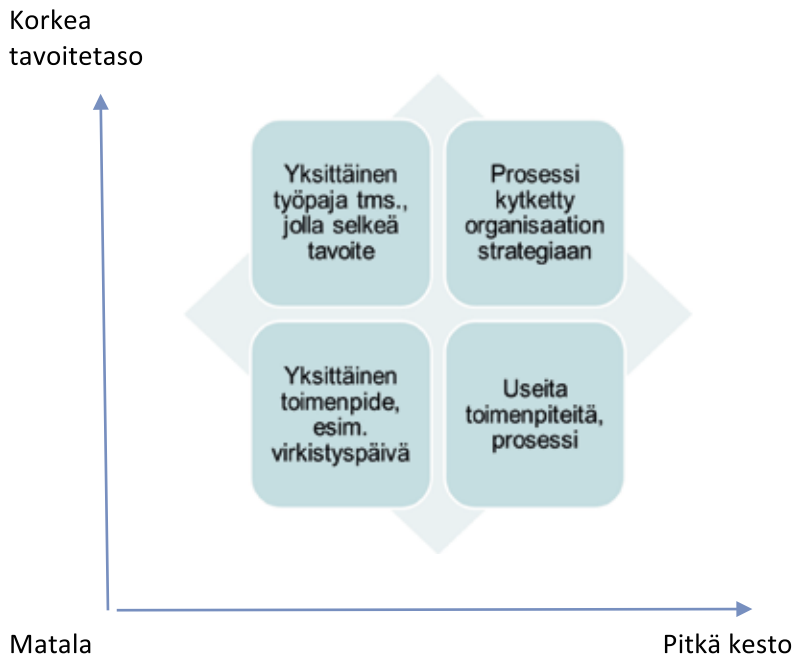 Korkea
tavoitetaso
Yksittäinen
työpaja tms.,
jolla selkeä
tavoite
Prosessi
kytketty
organisaation
strategiaan
Yksittäinen
toimenpide,
esim.
virkistyspäivä
Useita
toimenpiteitä,
prosessi
Matala
Pitkä kesto